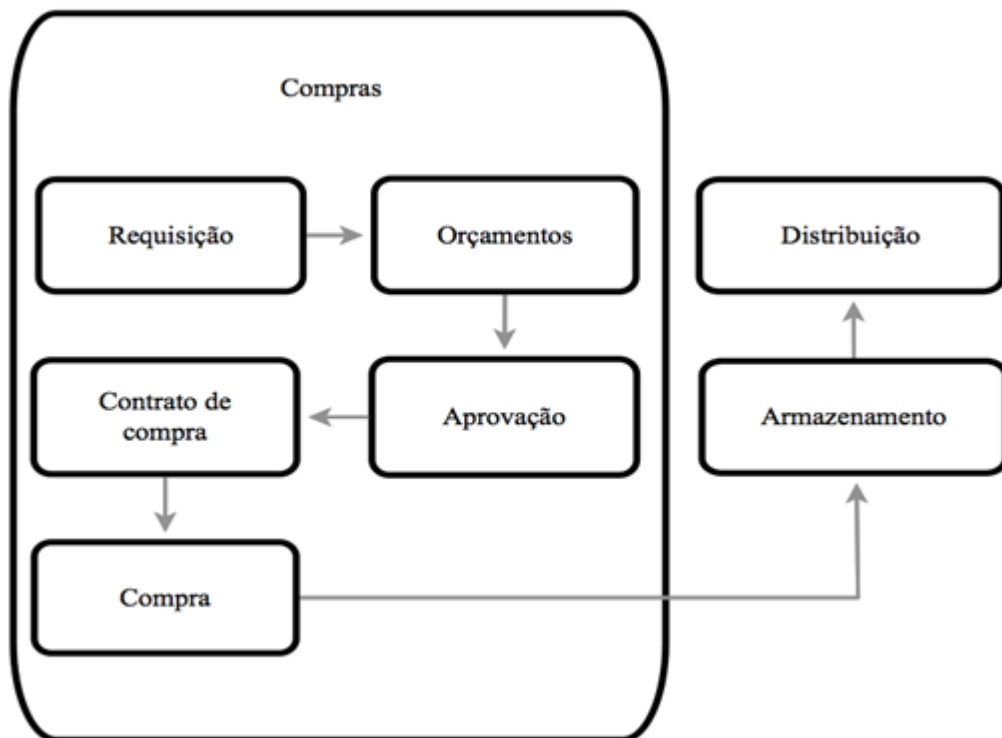 Compras
Requisição
Orçamentos
Distribuição
Contrato de
compra
Aprovação
Armazenamento
Compra